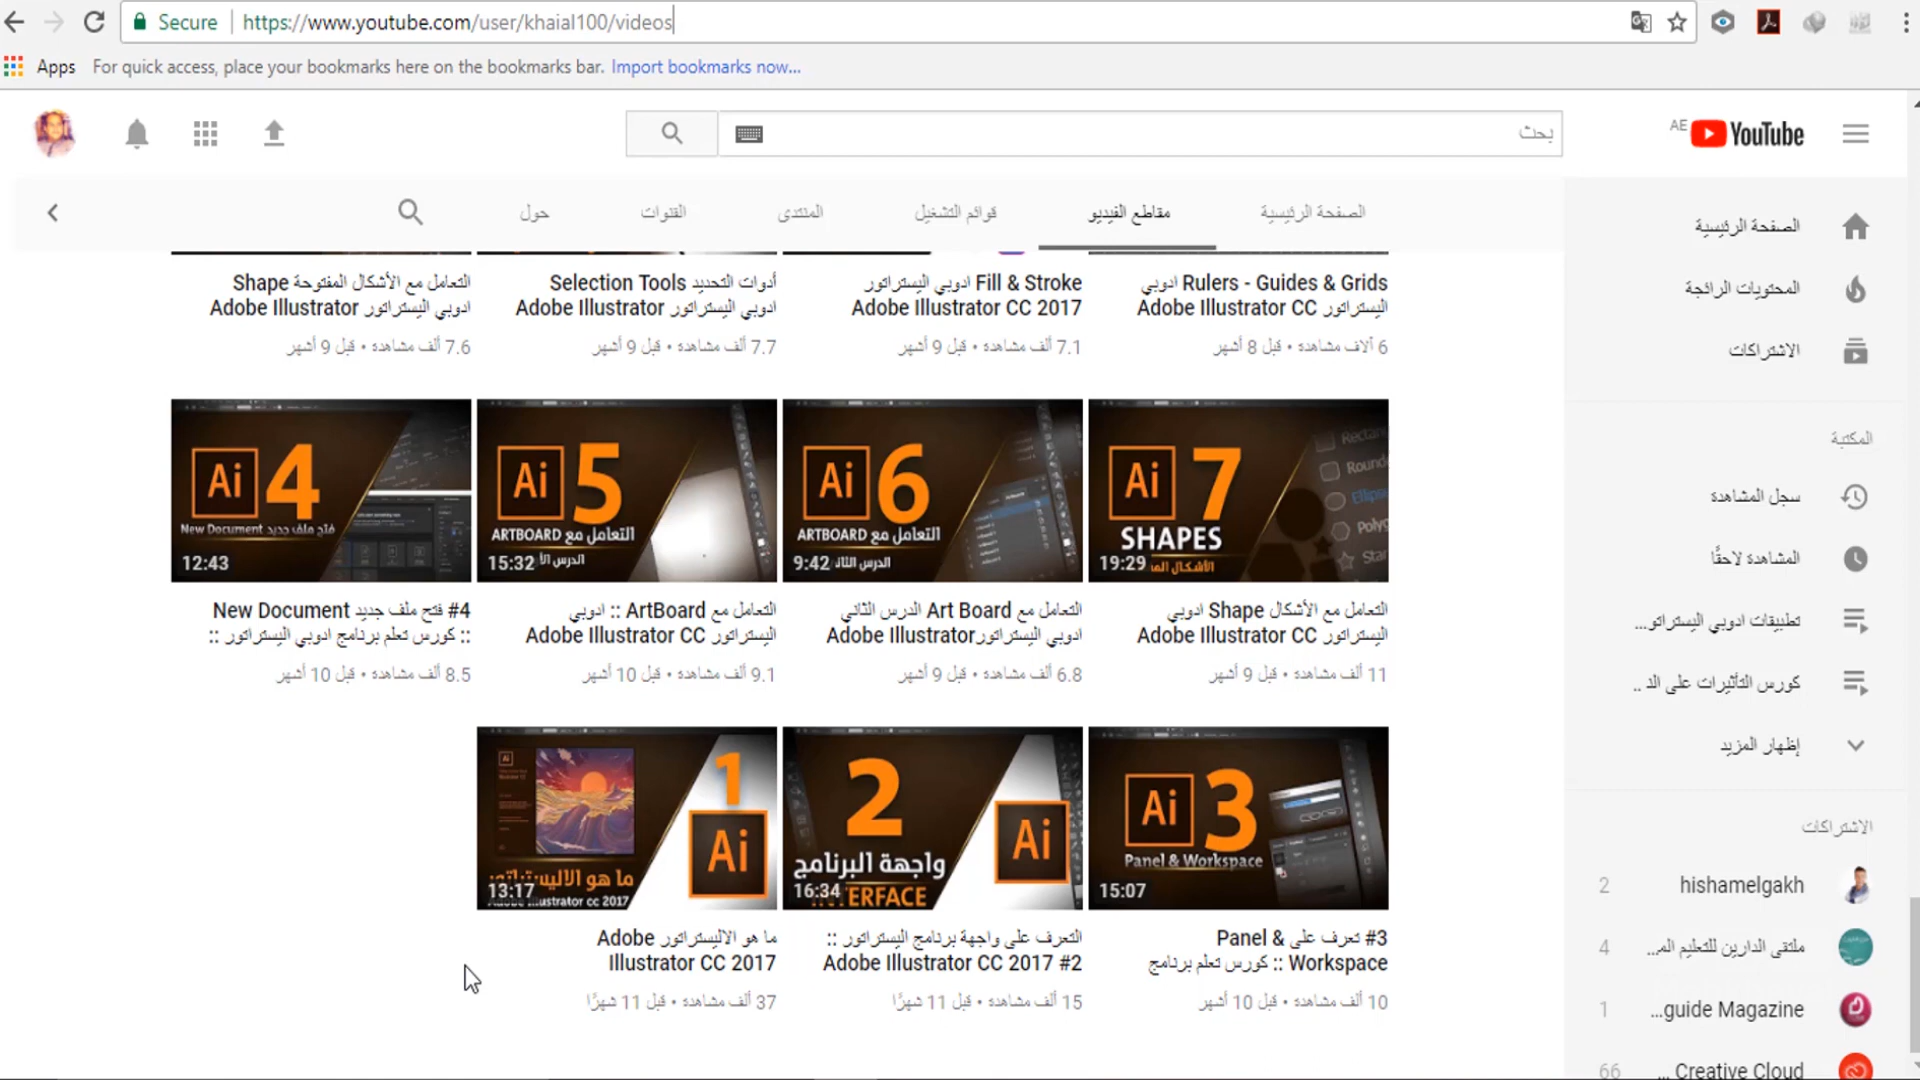 Secure
https://www.youtube.com/user/khaial100/videos
Apps
For quick access, place your bookmarks here on the bookmarks bar. Import bookmarks now...
YouTube AE
بحث
الصفحة الرئيسية
مقاطع الفيديو
قوائم التشغيل
المنتدى
القنوات
حول
Rulers - Guides & Grids ادوبي
اليستراتور Adobe Illustrator CC
6 آلاف مشاهدة • قبل 8 أشهر
Fill & Stroke ادوبي اليستراتور
Adobe Illustrator CC 2017
7.1 ألف مشاهدة • قبل 9 أشهر
أدوات التحديد Selection Tools
ادوبي اليستراتور Adobe Illustrator
7.7 ألف مشاهدة • قبل 9 أشهر
التعامل مع الأشكال المفتوحة Shape
ادوبي اليستراتور Adobe Illustrator
7.6 ألف مشاهدة • قبل 9 أشهر
Ai 7
SHAPES
19:29
Ellips
Polyg
Star
Rectan
Round
التعامل مع الأشكال Shape ادوبي
اليستراتور Adobe Illustrator CC
11 ألف مشاهدة • قبل 9 أشهر
Ai 6
التعامل مع ARTBOARD
9:42
التعامل مع Art Board الدرس الثاني
ادوبي اليستراتورAdobe Illustrator
6.8 ألف مشاهدة • قبل 9 أشهر
Ai 5
التعامل مع ARTBOARD
15:32
التعامل مع ArtBoard :: ادوبي
اليستراتور Adobe Illustrator CC
9.1 ألف مشاهدة • قبل 10 أشهر
Ai 4
فتح ملف جديد New Document
12:43
#4 فتح ملف جديد New Document
:: كورس تعلم برنامج ادوبي اليستراتور ::
8.5 ألف مشاهدة • قبل 10 أشهر
Ai 3
Panel & Workspace
15:07
#3 تعرف على Panel &
Workspace :: كورس تعلم برنامج
10 ألف مشاهدة • قبل 10 أشهر
2 Ai
واجهة البرنامج
INTERFACE
16:34
التعرف على واجهة برنامج اليستراتور ::
Adobe Illustrator CC 2017 #2
15 ألف مشاهدة • قبل 11 شهرًا
1 Ai
ما هو الاليستراتور
Adobe Illustrator cc 2017
13:17
ما هو الاليستراتور Adobe
Illustrator CC 2017
37 ألف مشاهدة • قبل 11 شهرًا
الصفحة الرئيسية
المحتويات الرائجة
الاشتراكات
المكتبة
سجل المشاهدة
المشاهدة لاحقًا
تطبيقات ادوبي اليستراتو...
كورس التأثيرات على الد ..
إظهار المزيد
الاشتراكات
hishamelgakh 2
ملتقى الدارين للتعليم الم... 4
guide Magazine... 1
Creative Cloud ... 66